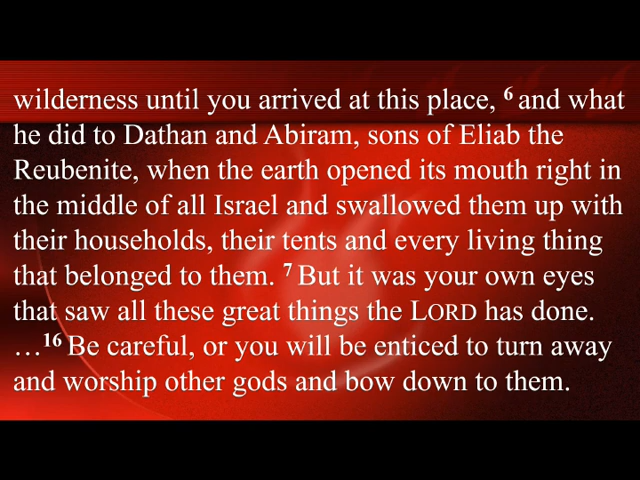 wilderness until you arrived at this place, ⁶ and what
he did to Dathan and Abiram, sons of Eliab the
Reubenite, when the earth opened its mouth right in
the middle of all Israel and swallowed them up with
their households, their tents and every living thing
that belonged to them. ⁷ But it was your own eyes
that saw all these great things the LORD has done.
…¹⁶ Be careful, or you will be enticed to turn away
and worship other gods and bow down to them.